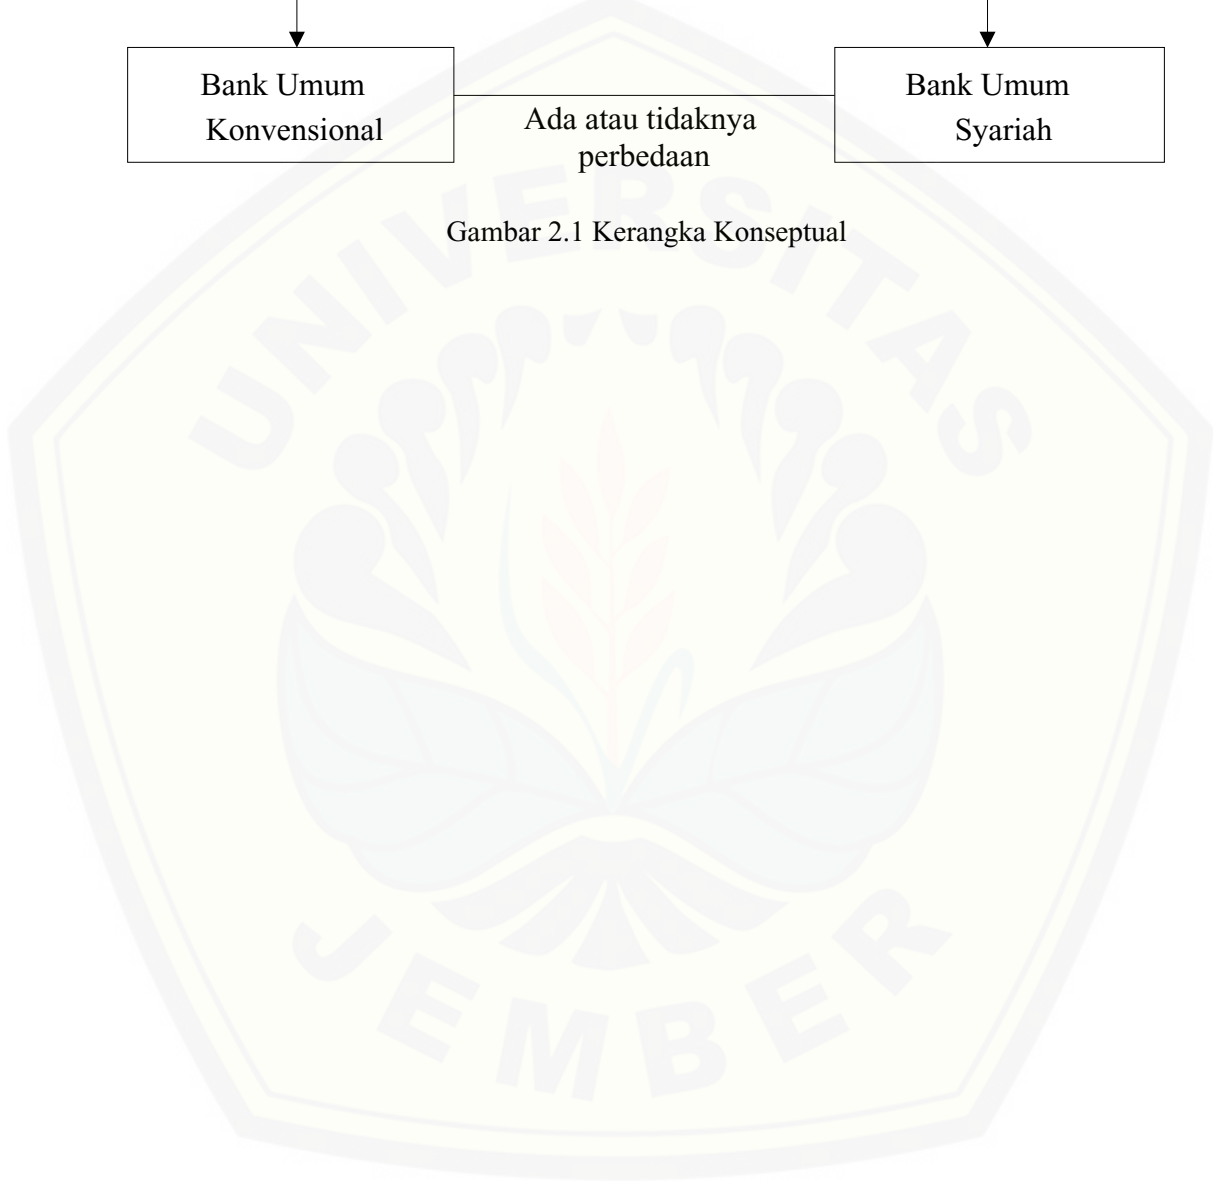 Bank Umum
Konvensional
Ada atau tidaknya
perbedaan
Bank Umum
Syariah
Gambar 2.1 Kerangka Konseptual
UNIVERSITAS
JEMBER